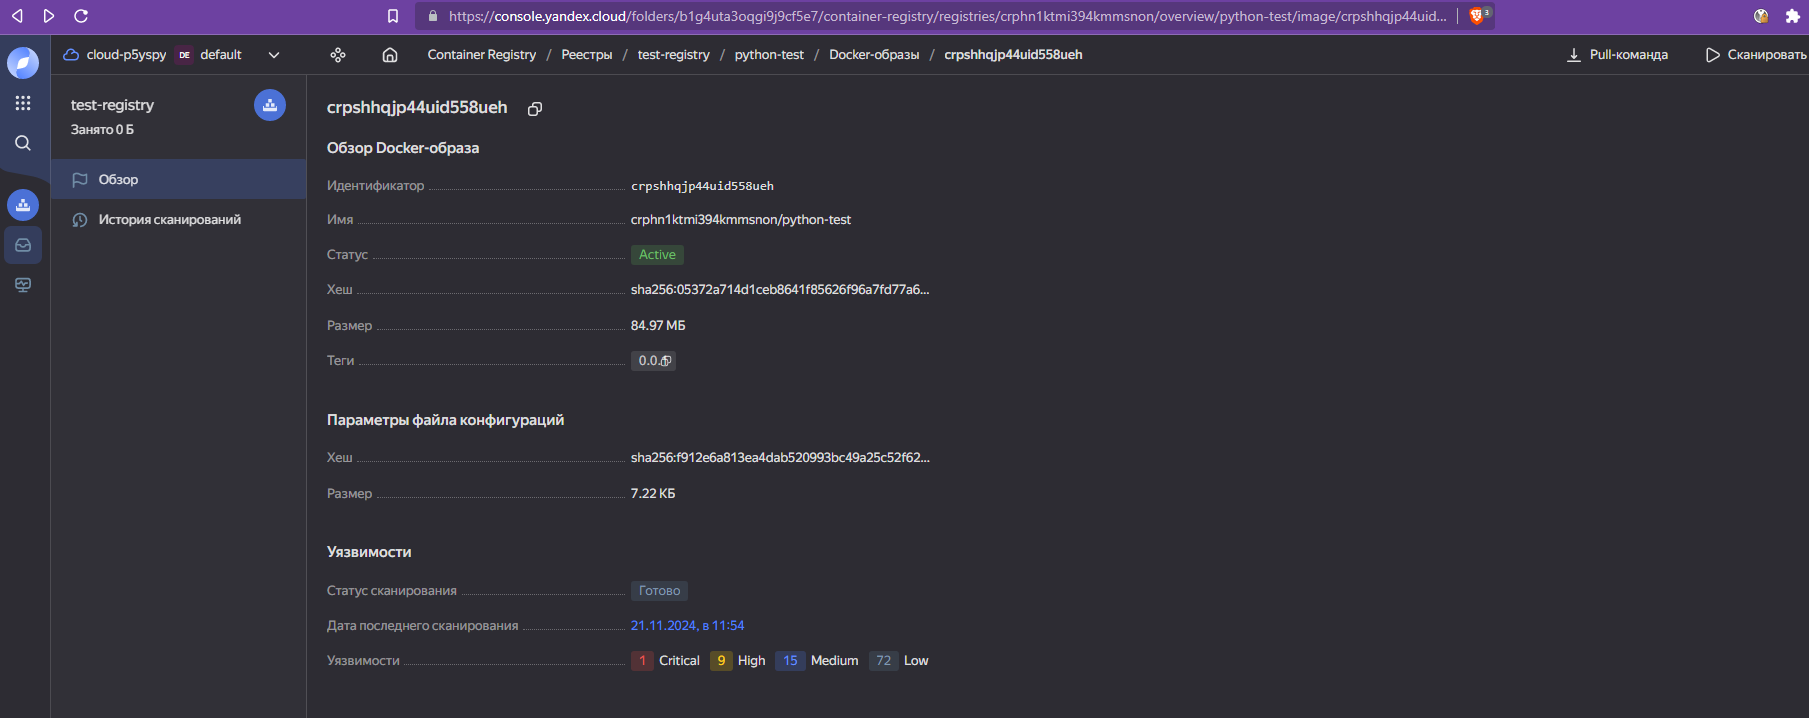 https://console.yandex.cloud/folders/b1g4uta3oqgi9j9cf5e7/container-registry/registries/crphn1ktmi394kmmsnon/overview/python-test/image/crpshhqjp44uid... 3
cloud-p5yspy DE default Container Registry / Реестры / test-registry / python-test / Docker-образы / crpshhqjp44uid558ueh Pull-команда Сканировать
test-registry
Занято 0 Б
Обзор
История сканирований
crpshhqjp44uid558ueh
Обзор Docker-образа
Идентификатор crpshhqjp44uid558ueh
Имя crphn1ktmi394kmmsnon/python-test
Статус Active
Хеш sha256:05372a714d1ceb8641f85626f96a7fd77a6...
Размер 84.97 МБ
Теги
Параметры файла конфигураций
Хеш sha256:f912e6a813ea4dab520993bc49a25c52f62...
Размер 7.22 КБ
Уязвимости
Статус сканирования Готово
Дата последнего сканирования 21.11.2024, в 11:54
Уязвимости 1 Critical 9 High 15 Medium 72 Low